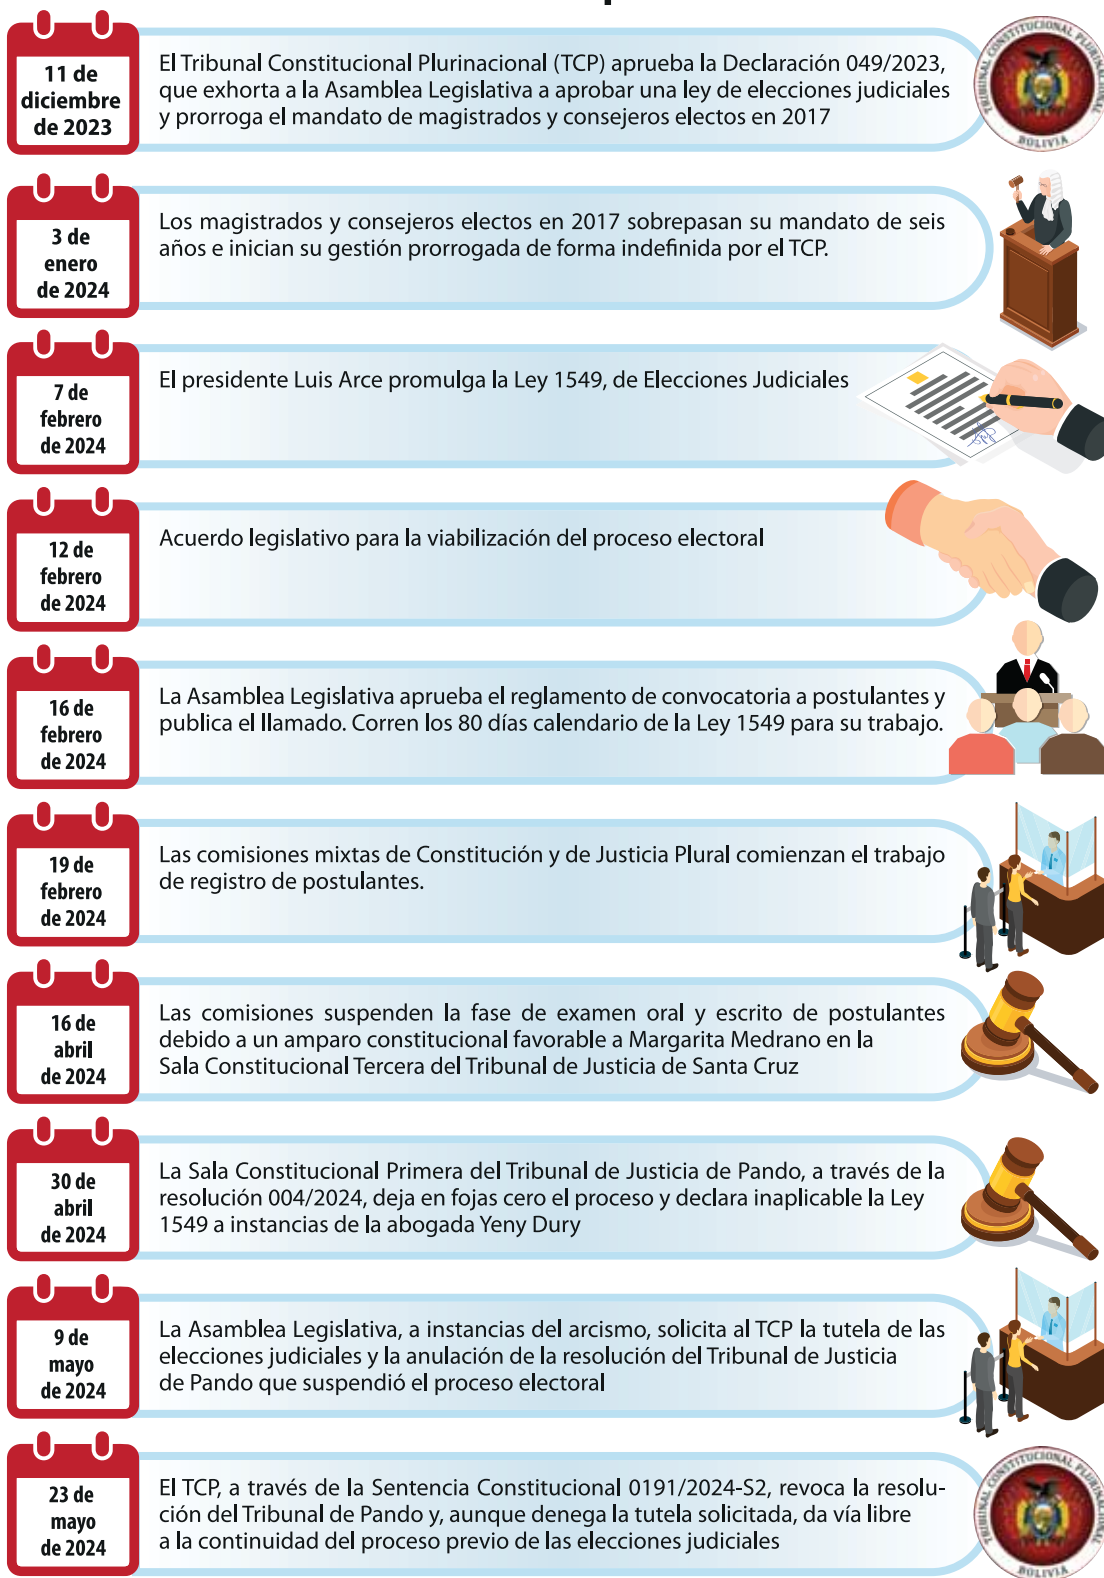 11 de
diciembre
de 2023
El Tribunal Constitucional Plurinacional (TCP) aprueba la Declaración 049/2023,
que exhorta a la Asamblea Legislativa a aprobar una ley de elecciones judiciales
y prorroga el mandato de magistrados y consejeros electos en 2017
TRIBUNAL CONSTITUCIONAL PLURINACIONAL
BOLIVIA
3 de
enero
de 2024
Los magistrados y consejeros electos en 2017 sobrepasan su mandato de seis
años e inician su gestión prorrogada de forma indefinida por el TCP.
7 de
febrero
de 2024
El presidente Luis Arce promulga la Ley 1549, de Elecciones Judiciales
12 de
febrero
de 2024
Acuerdo legislativo para la viabilización del proceso electoral
16 de
febrero
de 2024
La Asamblea Legislativa aprueba el reglamento de convocatoria a postulantes y
publica el llamado. Corren los 80 días calendario de la Ley 1549 para su trabajo.
19 de
febrero
de 2024
Las comisiones mixtas de Constitución y de Justicia Plural comienzan el trabajo
de registro de postulantes.
16 de
abril
de 2024
Las comisiones suspenden la fase de examen oral y escrito de postulantes
debido a un amparo constitucional favorable a Margarita Medrano en la
Sala Constitucional Tercera del Tribunal de Justicia de Santa Cruz
30 de
abril
de 2024
La Sala Constitucional Primera del Tribunal de Justicia de Pando, a través de la
resolución 004/2024, deja en fojas cero el proceso y declara inaplicable la Ley
1549 a instancias de la abogada Yeny Dury
9 de
mayo
de 2024
La Asamblea Legislativa, a instancias del arcismo, solicita al TCP la tutela de las
elecciones judiciales y la anulación de la resolución del Tribunal de Justicia
de Pando que suspendió el proceso electoral
23 de
mayo
de 2024
El TCP, a través de la Sentencia Constitucional 0191/2024-S2, revoca la resolu-
ción del Tribunal de Pando y, aunque denega la tutela solicitada, da vía libre
a la continuidad del proceso previo de las elecciones judiciales
TRIBUNAL CONSTITUCIONAL PLURINACIONAL
BOLIVIA